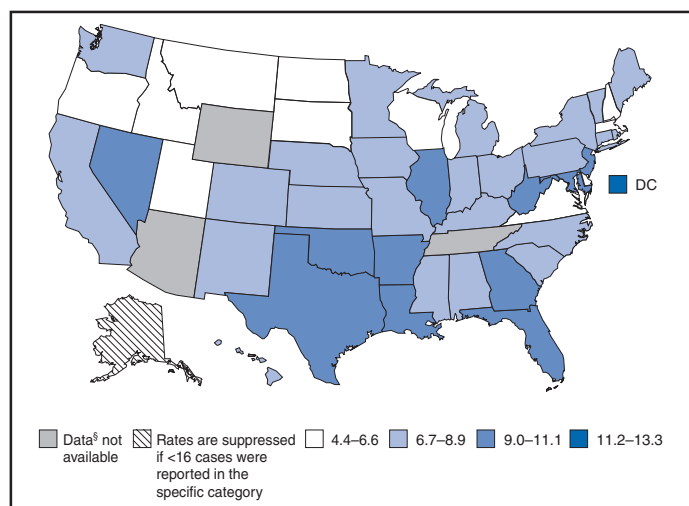 DC
Data§ not
available
Rates are suppressed
if <16 cases were
reported in the
specific category
4.4–6.6
6.7–8.9
9.0–11.1
11.2–13.3